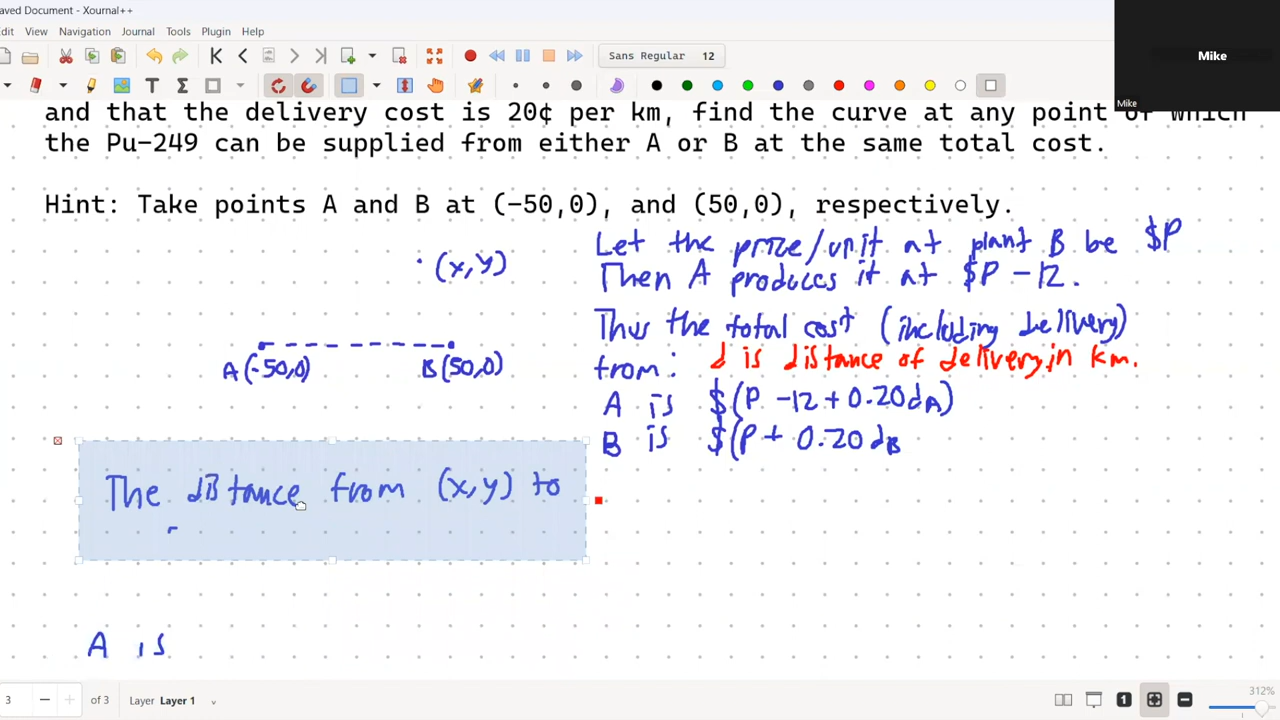 aved Document - Xournal++
Mike
Mike
dit View Navigation Journal Tools Plugin Help
Sans Regular 12
and that the delivery cost is 20¢ per km, find the curve at any point of which
the Pu-249 can be supplied from either A or B at the same total cost.
Hint: Take points A and B at (-50,0), and (50,0), respectively.
(x,y)
A(-50,0) B(50,0)
Let the price/unit at plant B be $P
Then A produces it at $P -12.
Thus the total cost (including delivery)
from: d is distance of delivery in km.
A is $(P -12+0.20dA)
B is $(P+ 0.20dB
The distance from (x,y) to
A is
3 of 3 Layer Layer 1 312%